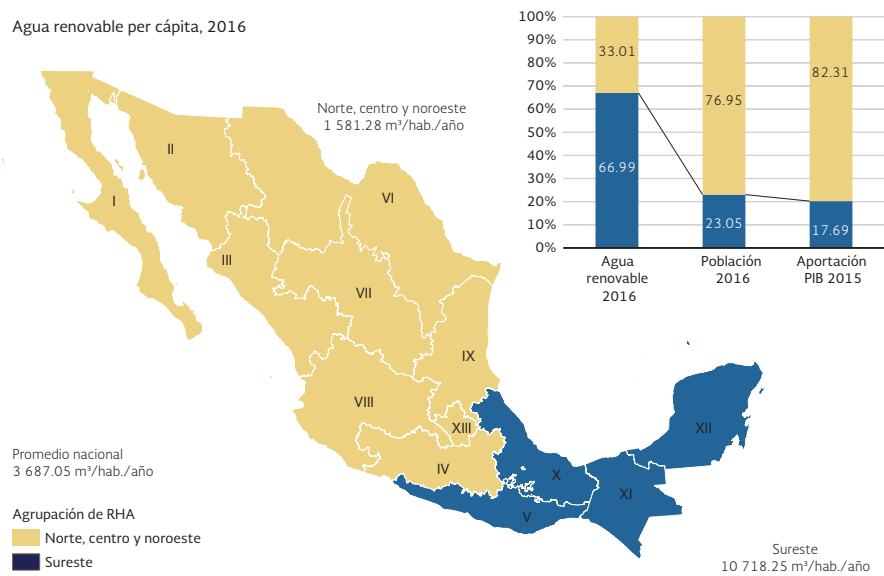 Agua renovable per cápita, 2016
Norte, centro y noroeste
1 581.28 m³/hab./año
I
II
III
VI
VII
VIII
IX
XIII
IV
V
X
XI
XII
Promedio nacional
3 687.05 m³/hab./año
Agrupación de RHA
Norte, centro y noroeste
Sureste
Sureste
10 718.25 m³/hab./año
100%
90%
80%
70%
60%
50%
40%
30%
20%
10%
0%
33.01
66.99
76.95
23.05
82.31
17.69
Agua
renovable
2016
Población
2016
Aportación
PIB 2015